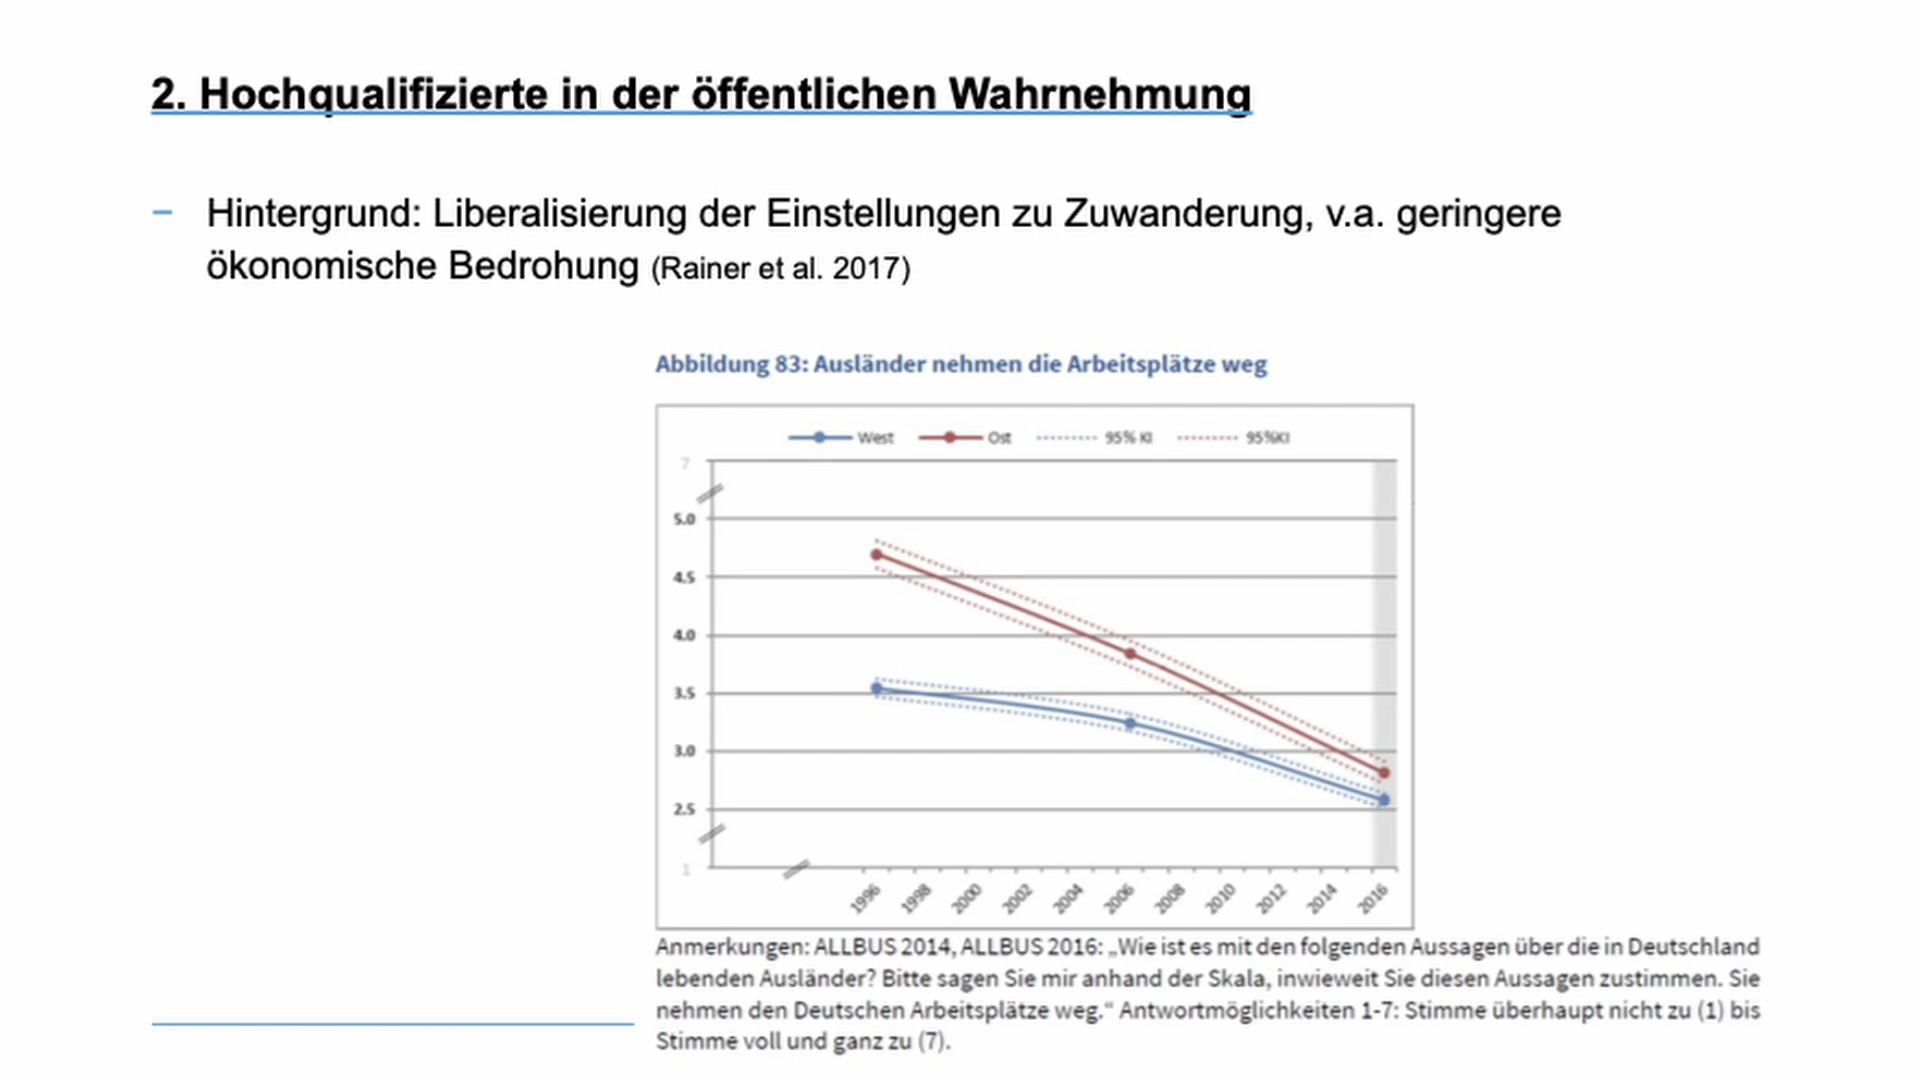 2. Hochqualifizierte in der öffentlichen Wahrnehmung
– Hintergrund: Liberalisierung der Einstellungen zu Zuwanderung, v.a. geringere
ökonomische Bedrohung (Rainer et al. 2017)
Abbildung 83: Ausländer nehmen die Arbeitsplätze weg
West Ost 95% KI 95%KI
7
5.0
4.5
4.0
3.5
3.0
2.5
1
1996 1998 2000 2002 2004 2006 2008 2010 2012 2014 2016
Anmerkungen: ALLBUS 2014, ALLBUS 2016: „Wie ist es mit den folgenden Aussagen über die in Deutschland
lebenden Ausländer? Bitte sagen Sie mir anhand der Skala, inwieweit Sie diesen Aussagen zustimmen. Sie
nehmen den Deutschen Arbeitsplätze weg.“ Antwortmöglichkeiten 1-7: Stimme überhaupt nicht zu (1) bis
Stimme voll und ganz zu (7).